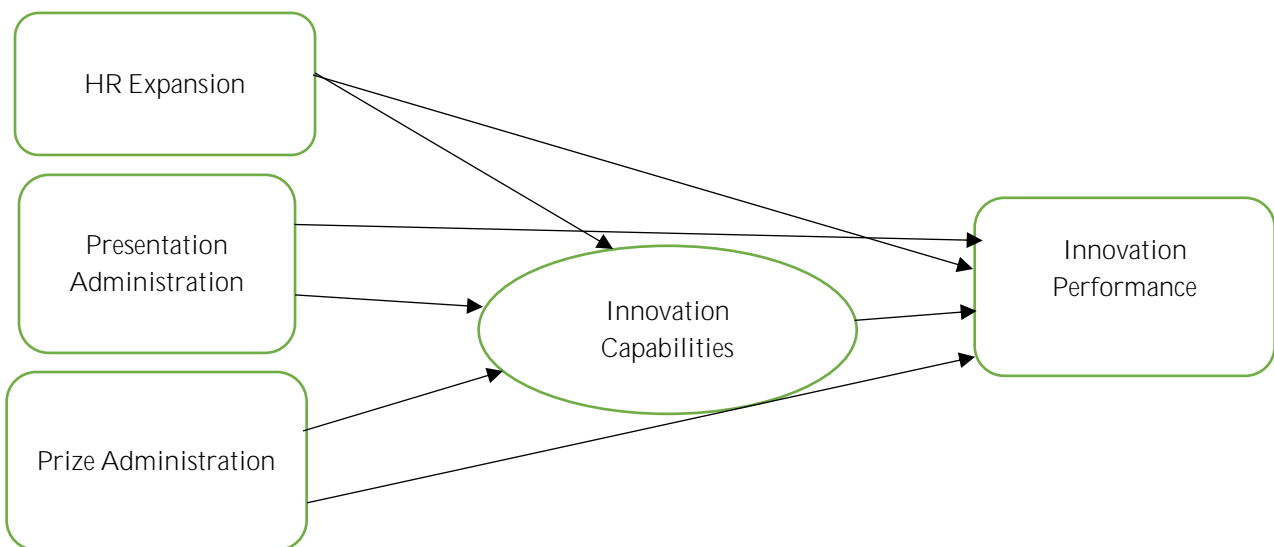 HR Expansion
Presentation
Administration
Prize Administration
Innovation
Capabilities
Innovation
Performance